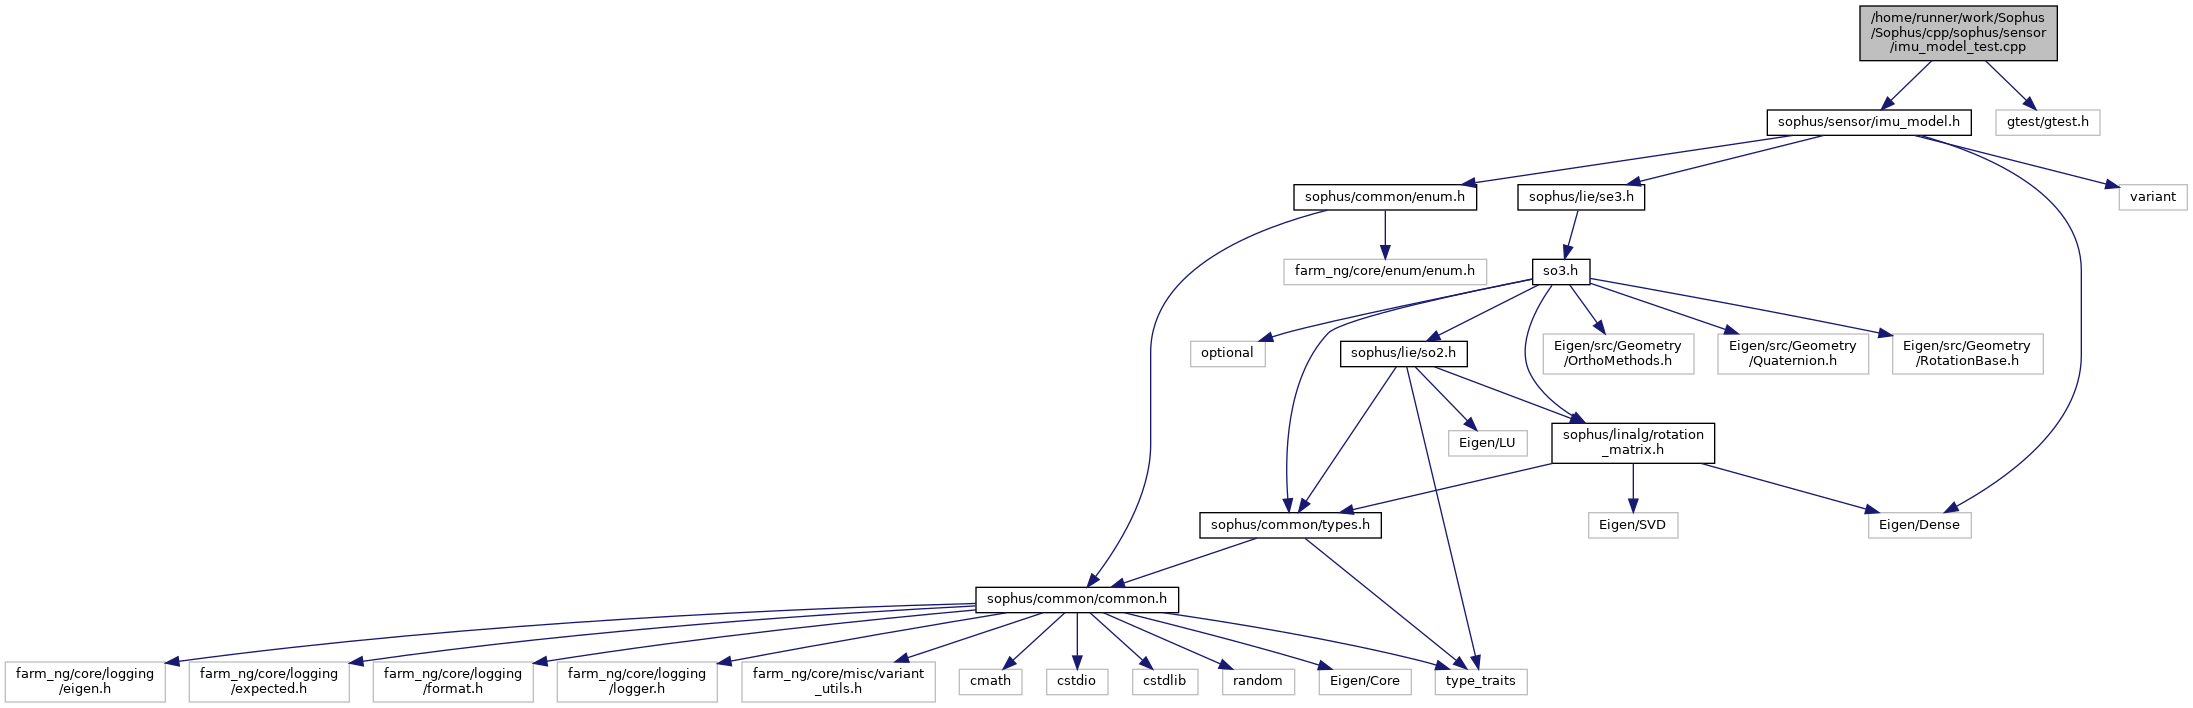 /home/runner/work/Sophus
/Sophus/cpp/sophus/sensor
/imu_model_test.cpp
sophus/sensor/imu_model.h
gtest/gtest.h
sophus/common/enum.h
sophus/lie/se3.h
variant
farm_ng/core/enum/enum.h
so3.h
optional
sophus/lie/so2.h
Eigen/src/Geometry
/OrthoMethods.h
Eigen/src/Geometry
/Quaternion.h
Eigen/src/Geometry
/RotationBase.h
Eigen/LU
sophus/linalg/rotation
_matrix.h
sophus/common/types.h
Eigen/SVD
Eigen/Dense
sophus/common/common.h
farm_ng/core/logging
/eigen.h
farm_ng/core/logging
/expected.h
farm_ng/core/logging
/format.h
farm_ng/core/logging
/logger.h
farm_ng/core/misc/variant
_utils.h
cmath
cstdio
cstdlib
random
Eigen/Core
type_traits